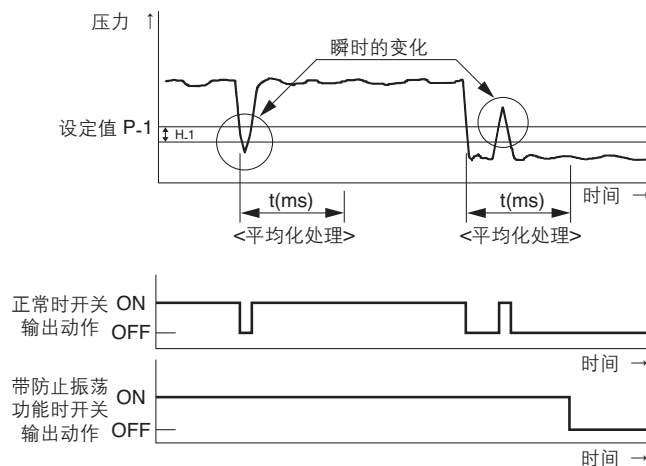 压力 ↑
瞬时的变化
设定值 P-1
H-1
时间 →
t(ms)
t(ms)
<平均化处理>
<平均化处理>
正常时开关 ON
输出动作
OFF
时间 →
带防止振荡
ON
功能时开关
输出动作 OFF
时间 →